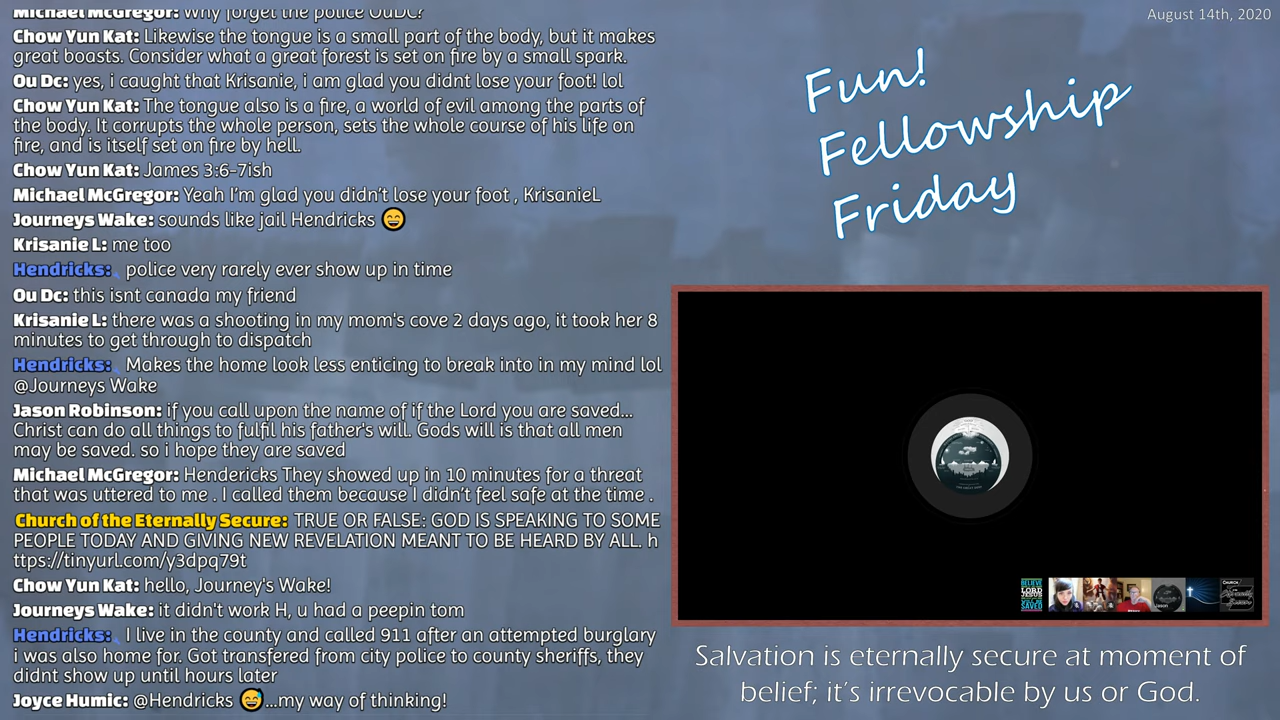 Michael McGregor: Why forget the police OuDC?
Chow Yun Kat: Likewise the tongue is a small part of the body, but it makes
great boasts. Consider what a great forest is set on fire by a small spark.
Ou Dc: yes, i caught that Krisanie, i am glad you didnt lose your foot! lol
Chow Yun Kat: The tongue also is a fire, a world of evil among the parts of
the body. It corrupts the whole person, sets the whole course of his life on
fire, and is itself set on fire by hell.
Chow Yun Kat: James 3:6-7ish
Michael McGregor: Yeah I'm glad you didn't lose your foot , KrisanieL
Journeys Wake: sounds like jail Hendricks 😄
Krisanie L: me too
Hendricks: police very rarely ever show up in time
Ou Dc: this isnt canada my friend
Krisanie L: there was a shooting in my mom's cove 2 days ago, it took her 8
minutes to get through to dispatch
Hendricks: Makes the home look less enticing to break into in my mind lol
@Journeys Wake
Jason Robinson: if you call upon the name of if the Lord you are saved...
Christ can do all things to fulfil his father's will. Gods will is that all men
may be saved. so i hope they are saved
Michael McGregor: Hendericks They showed up in 10 minutes for a threat
that was uttered to me . I called them because I didn't feel safe at the time .
Church of the Eternally Secure: TRUE OR FALSE: GOD IS SPEAKING TO SOME
PEOPLE TODAY AND GIVING NEW REVELATION MEANT TO BE HEARD BY ALL. h
ttps://tinyurl.com/y3dpq79t
Chow Yun Kat: hello, Journey's Wake!
Journeys Wake: it didn't work H, u had a peepin tom
Hendricks: I live in the county and called 911 after an attempted burglary
i was also home for. Got transfered from city police to county sheriffs, they
didnt show up until hours later
Joyce Humic: @Hendricks 😅...my way of thinking!
August 14th, 2020
Fun!
Fellowship
Friday
BELIEVE
LORD
JESUS
SAVED
Jason
CHURCH
Eternally
Secure
Salvation is eternally secure at moment of
belief; it's irrevocable by us or God.